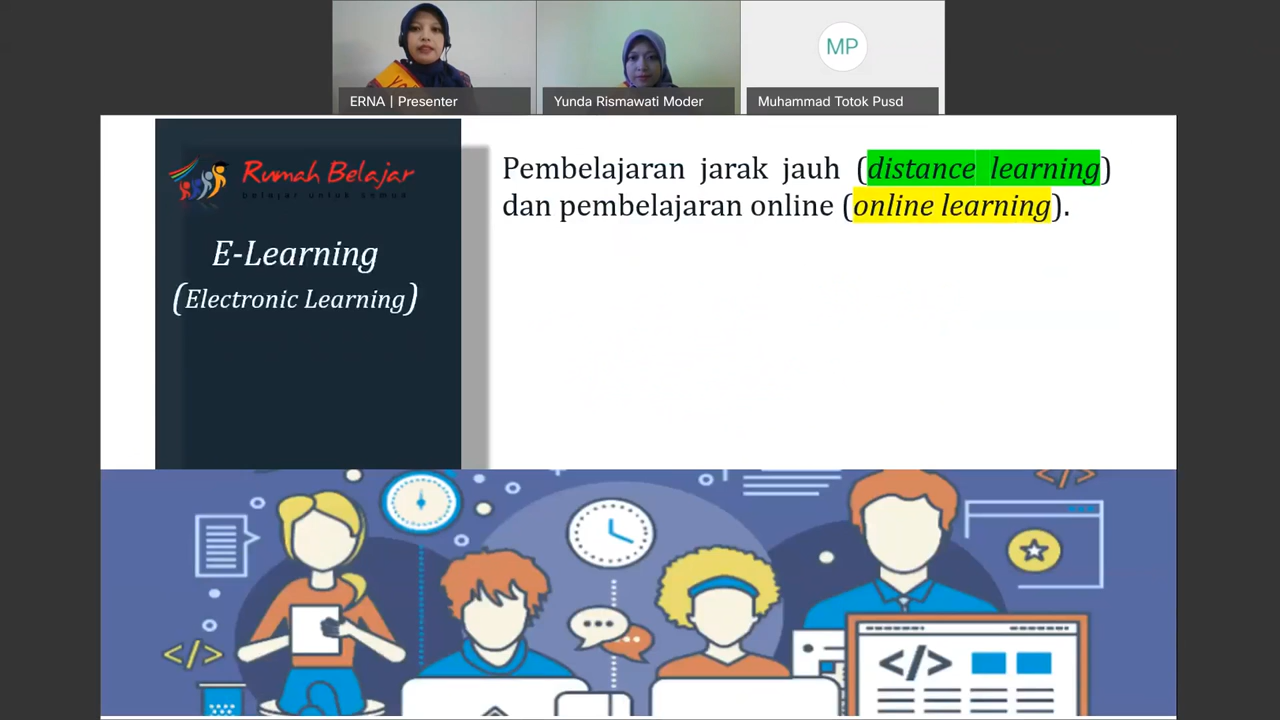 MP
ERNA | Presenter
Yunda Rismawati Moder
Muhammad Totok Pusd
Rumah Belajar
belajar untuk semua
E-Learning
(Electronic Learning)
Pembelajaran jarak jauh (distance learning)
dan pembelajaran online (online learning).
</>
</>
</>